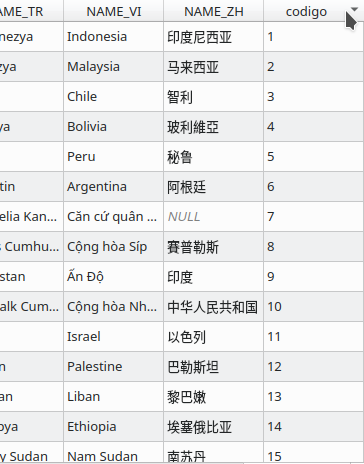 AME_TR NAME_VI NAME_ZH codigo
nezya Indonesia 印度尼西亚 1
zya Malaysia 马来西亚 2
Chile 智利 3
ya Bolivia 玻利維亞 4
Peru 秘鲁 5
tin Argentina 阿根廷 6
elia Kan... Căn cứ quân ... NULL 7
s Cumhu... Cộng hòa Síp 賽普勒斯 8
stan Ấn Độ 印度 9
alk Cum... Cộng hòa Nh... 中华人民共和国 10
Israel 以色列 11
n Palestine 巴勒斯坦 12
an Liban 黎巴嫩 13
pya Ethiopia 埃塞俄比亚 14
y Sudan Nam Sudan 南苏丹 15